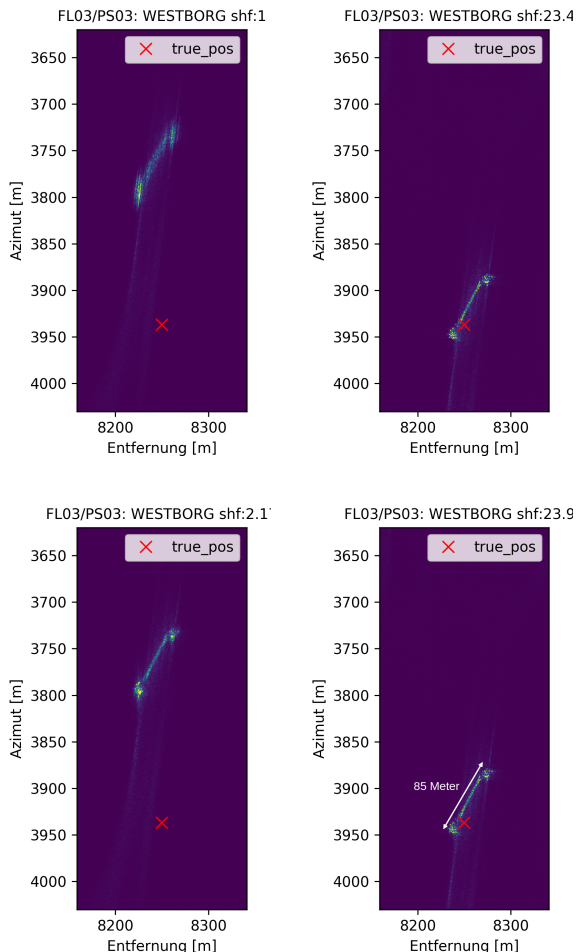 FL03/PS03: WESTBORG shf:1
true_pos
3650
3700
3750
3800
3850
3900
3950
4000
Azimut [m]
8200 8300
Entfernung [m]
FL03/PS03: WESTBORG shf:23.4
true_pos
3650
3700
3750
3800
3850
3900
3950
4000
Azimut [m]
8200 8300
Entfernung [m]
FL03/PS03: WESTBORG shf:2.1
true_pos
3650
3700
3750
3800
3850
3900
3950
4000
Azimut [m]
8200 8300
Entfernung [m]
FL03/PS03: WESTBORG shf:23.9
true_pos
3650
3700
3750
3800
3850
3900
3950
4000
Azimut [m]
85 Meter
8200 8300
Entfernung [m]